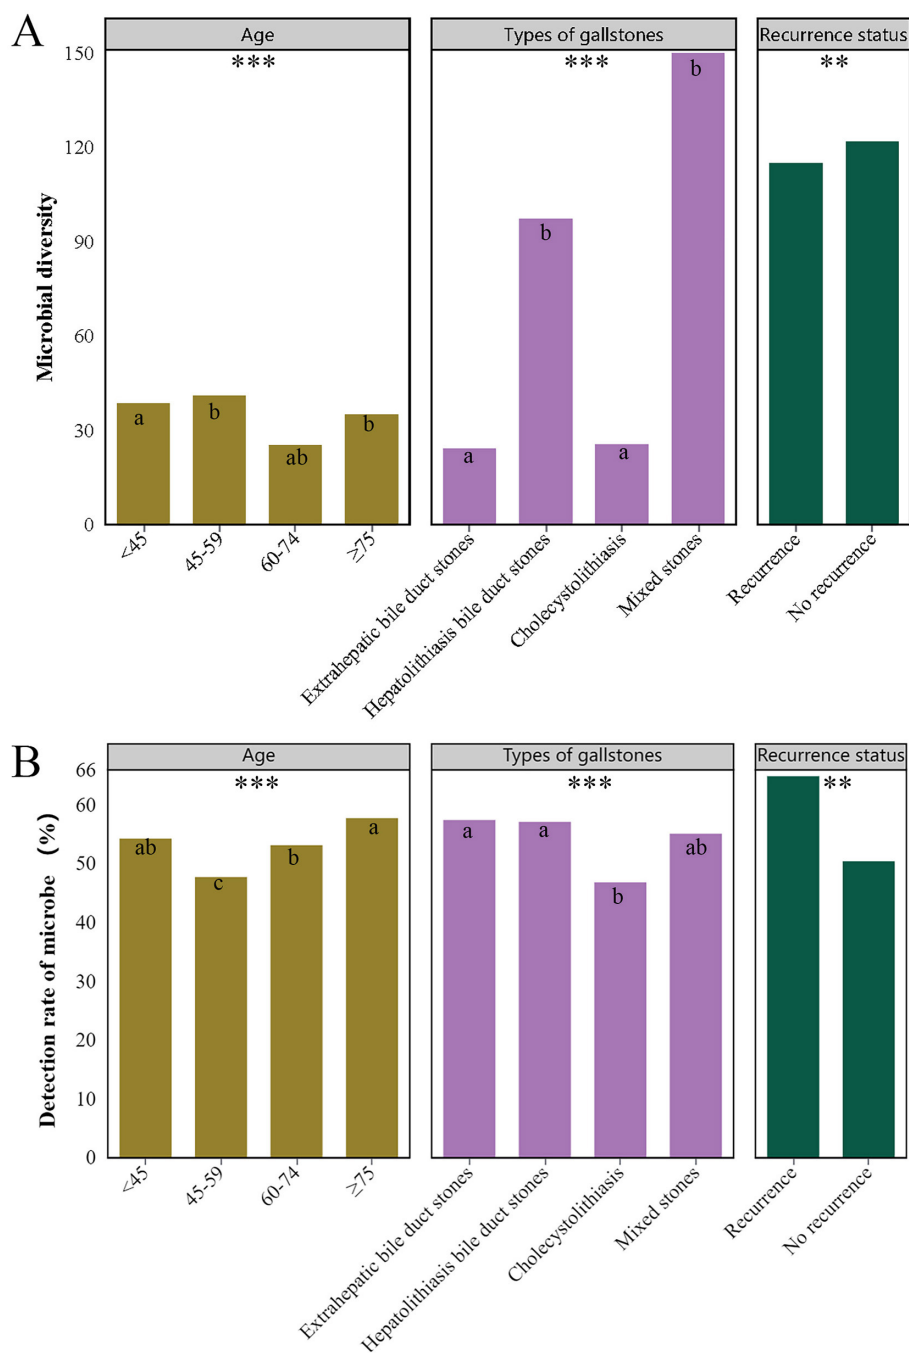 A
Age
Types of gallstones
Recurrence status
***
***
**
Microbial diversity
150
120
90
60
30
0
a
b
ab
b
a
b
a
b
<45
45-59
60-74
≥75
Extrahepatic bile duct stones
Hepatolithiasis bile duct stones
Cholecystolithiasis
Mixed stones
Recurrence
No recurrence
B
Age
Types of gallstones
Recurrence status
***
***
**
Detection rate of microbe (%)
66
60
50
40
30
20
10
0
ab
c
b
a
a
a
b
ab
<45
45-59
60-74
≥75
Extrahepatic bile duct stones
Hepatolithiasis bile duct stones
Cholecystolithiasis
Mixed stones
Recurrence
No recurrence